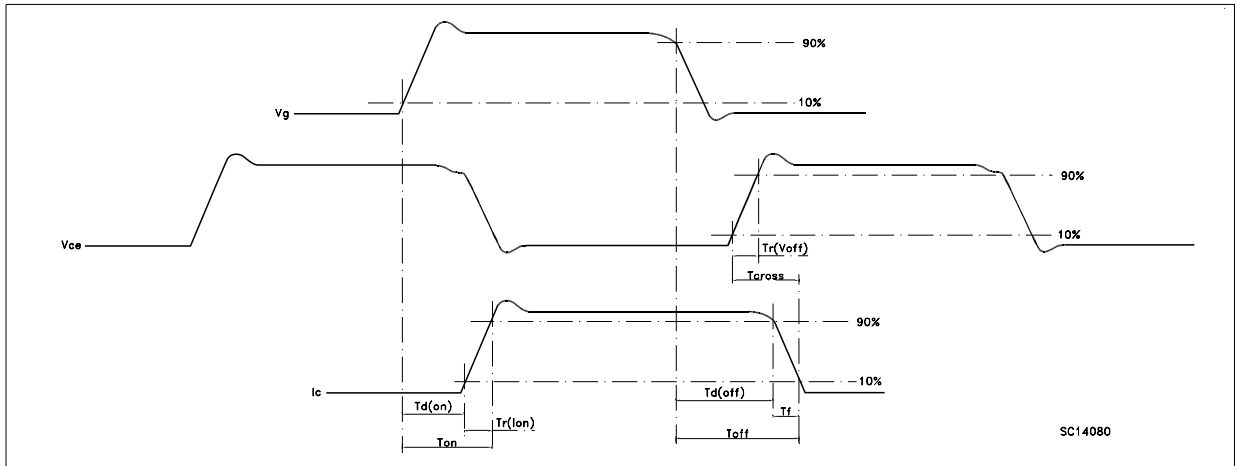 90%
10%
Vg
90%
Vce
10%
Tr(Voff)
Tcross
90%
10%
Ic
Td(on)
Td(off)
Tf
Tr(Ion)
Ton
Toff
SC14080